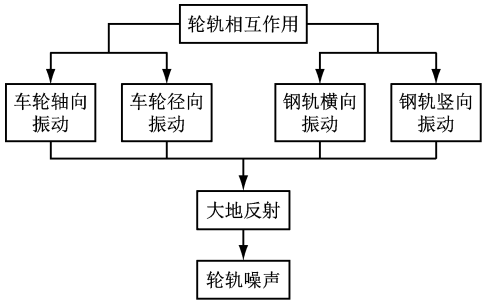 轮轨相互作用
车轮轴向
振动
车轮径向
振动
钢轨横向
振动
钢轨竖向
振动
大地反射
轮轨噪声